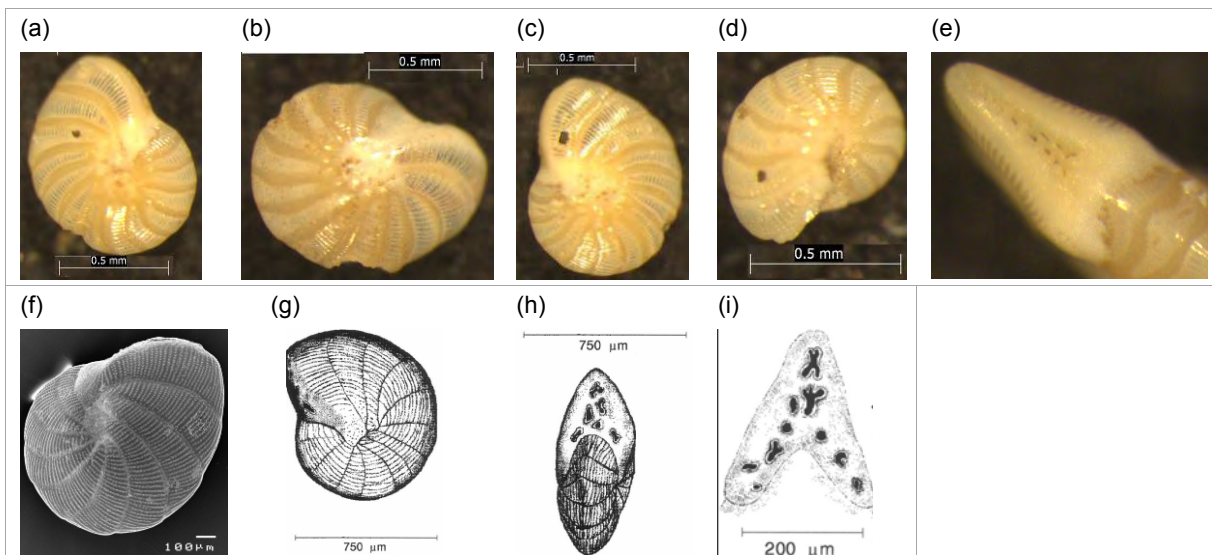 (a)
(b)
(c)
(d)
(e)
0.5 mm
0.5 mm
0.5 mm
0.5 mm
(f)
(g)
(h)
(i)
100μm
750 μm
750 μm
200 μm